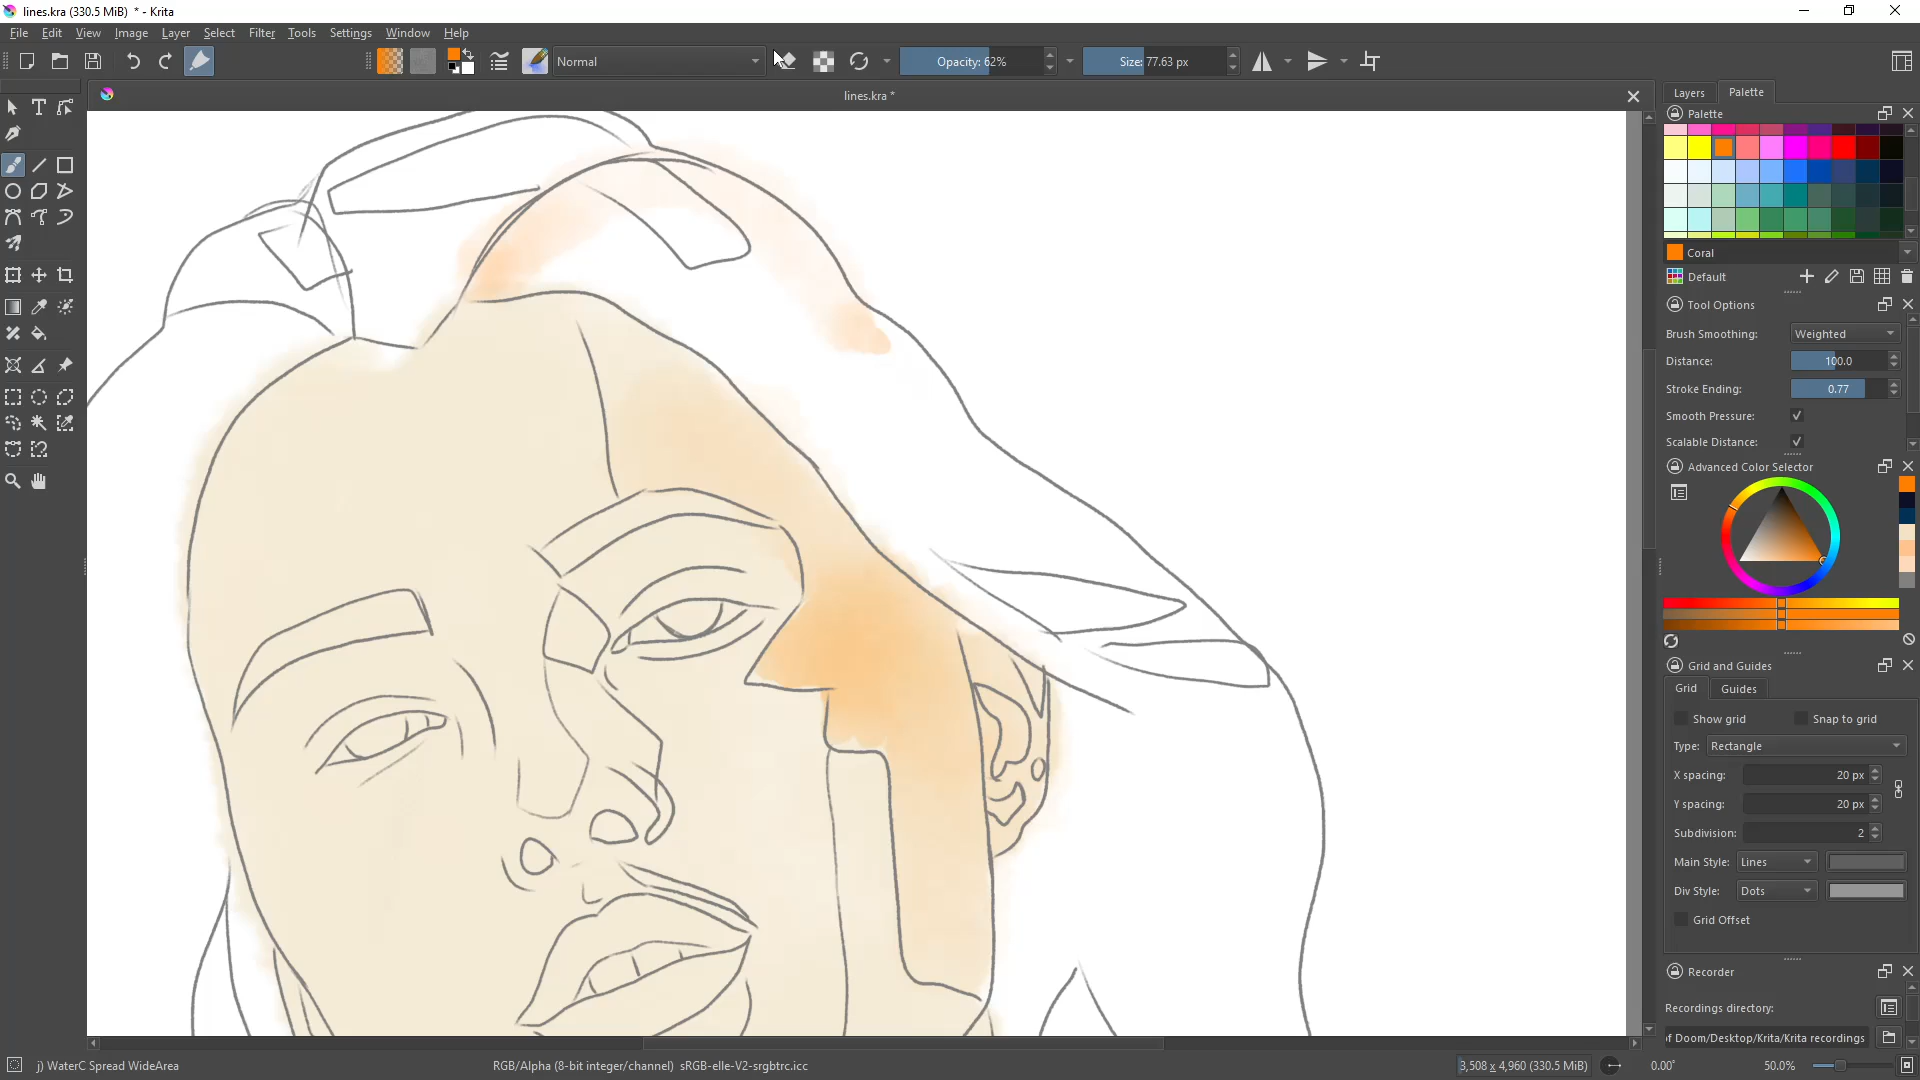 lines.kra (330.5 MiB) * - Krita
File Edit View Image Layer Select Filter Tools Settings Window Help
Normal
Opacity: 62%
Size: 77.63 px
lines.kra *
Layers Palette
Palette
Coral
Default
Tool Options
Brush Smoothing: Weighted
Distance: 100.0
Stroke Ending: 0.77
Smooth Pressure:
Scalable Distance:
Advanced Color Selector
Grid and Guides
Grid Guides
Show grid Snap to grid
Type: Rectangle
X spacing: 20 px
Y spacing: 20 px
Subdivision: 2
Main Style: Lines
Div Style: Dots
Grid Offset
Recorder
Recordings directory:
of Doom/Desktop/Krita/Krita recordings
j) WaterC Spread WideArea
RGB/Alpha (8-bit integer/channel) sRGB-elle-V2-srgbtrc.icc
3,508 x 4,960 (330.5 MiB)
0.00°
50.0%